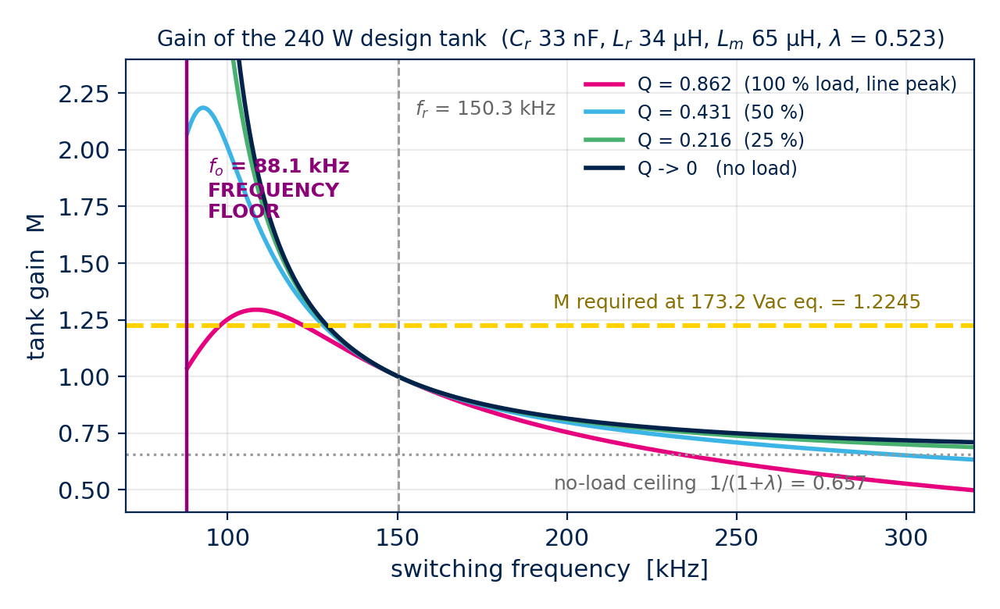 Gain of the 240 W design tank (Cr 33 nF, Lr 34 µH, Lm 65 µH, λ = 0.523)
tank gain M
2.25
2.00
1.75
1.50
1.25
1.00
0.75
0.50
fr = 150.3 kHz
Q = 0.862 (100 % load, line peak)
Q = 0.431 (50 %)
Q = 0.216 (25 %)
Q -> 0 (no load)
fo = 88.1 kHz
FREQUENCY
FLOOR
M required at 173.2 Vac eq. = 1.2245
no-load ceiling 1/(1+λ) = 0.657
100
150
200
250
300
switching frequency [kHz]